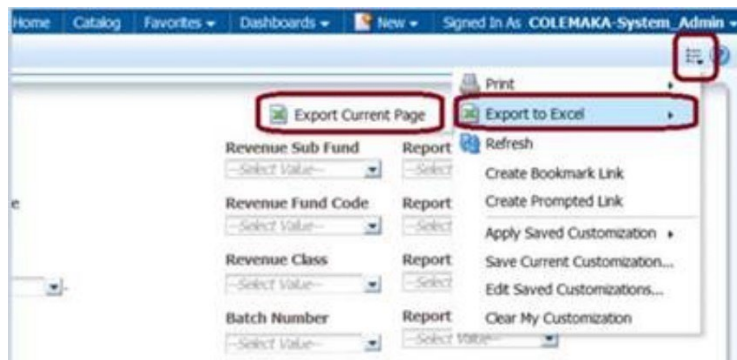 Home Catalog Favorites Dashboards New Signed In As COLEMAKA-System_Admin
Print
Export Current Page
Export to Excel
Refresh
Revenue Sub Fund Report
--Select Value-- --Select
Create Bookmark Link
Create Prompted Link
e Revenue Fund Code Report
--Select Value-- --Select
Apply Saved Customization
Revenue Class Report
Save Current Customization...
--Select Value-- --Select
Edit Saved Customizations...
Batch Number Report
Clear My Customization
--Select Value-- --Select Value--